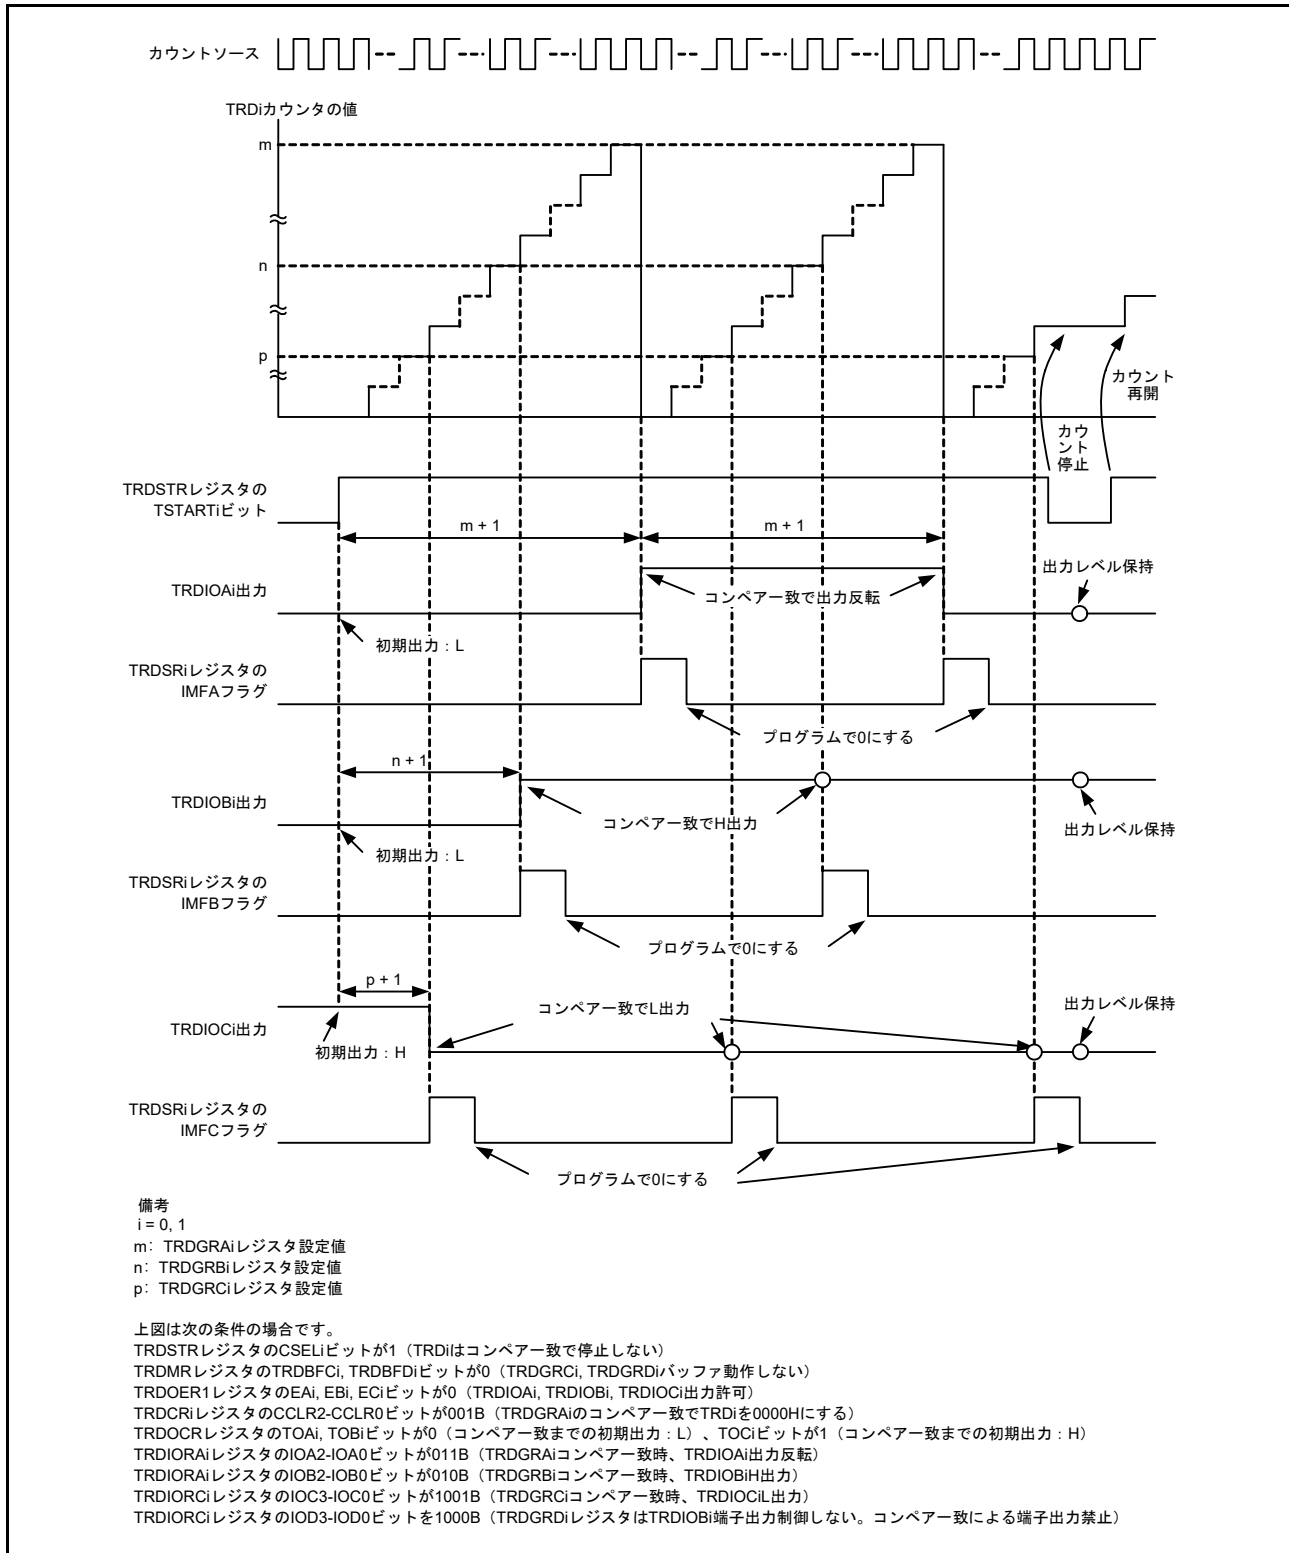 カウントソース
TRDiカウンタの値
m
n
p
カウント
再開
カウ
ント
停止
TRDSTRレジスタの
TSTARTiビット
m + 1
m + 1
出力レベル保持
TRDIOAi出力
コンペアー致で出力反転
初期出力：L
TRDSRiレジスタの
IMFAフラグ
プログラムで0にする
n + 1
TRDIOBi出力
コンペアー致でH出力
出力レベル保持
初期出力：L
TRDSRiレジスタの
IMFBフラグ
プログラムで0にする
p + 1
コンペアー致でL出力
出力レベル保持
TRDIOCi出力
初期出力：H
TRDSRiレジスタの
IMFCフラグ
プログラムで0にする
備考
i = 0, 1
m：TRDGRAiレジスタ設定値
n：TRDGRBiレジスタ設定値
p：TRDGRCiレジスタ設定値
上図は次の条件の場合です。
TRDSTRレジスタのCSELiビットが1（TRDiはコンペアー致で停止しない）
TRDMRレジスタのTRDBFCi, TRDBFDiビットが0（TRDGRCi, TRDGRDiバッファ動作しない）
TRDOER1レジスタのEAi, EBi, ECiビットが0（TRDIOAi, TRDIOBi, TRDIOCi出力許可）
TRDCRiレジスタのCCLR2-CCLR0ビットが001B（TRDGRAiのコンペアー致でTRDiを0000Hにする）
TRDOCRレジスタのTOAi, TOBiビットが0（コンペアー致までの初期出力：L）、TOCiビットが1（コンペアー致までの初期出力：H）
TRDIORAiレジスタのIOA2-IOA0ビットが011B（TRDGRAiコンペアー致時、TRDIOAi出力反転）
TRDIORAiレジスタのIOB2-IOB0ビットが010B（TRDGRBiコンペアー致時、TRDIOBiH出力）
TRDIORCiレジスタのIOC3-IOC0ビットが1001B（TRDGRCiコンペアー致時、TRDIOCiL出力）
TRDIORCiレジスタのIOD3-IOD0ビットを1000B（TRDGRDiレジスタはTRDIOBi端子出力制御しない。コンペアー致による端子出力禁止）